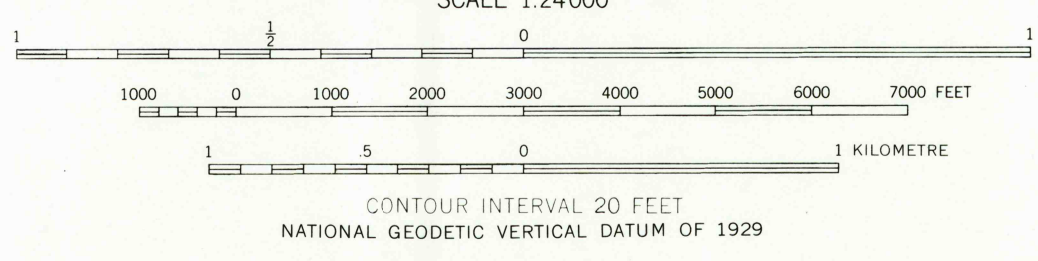 SCALE 1:24000
1 1/2 0 1
1000 0 1000 2000 3000 4000 5000 6000 7000 FEET
1 .5 0 1 KILOMETRE
CONTOUR INTERVAL 20 FEET
NATIONAL GEODETIC VERTICAL DATUM OF 1929